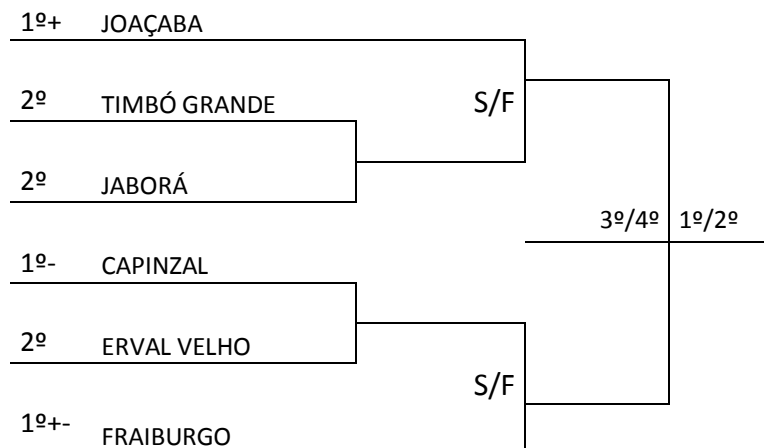 1º+ JOAÇABA
2º TIMBÓ GRANDE
S/F
2º JABORÁ
3º/4º 1º/2º
1º- CAPINZAL
2º ERVAL VELHO
S/F
1º+- FRAIBURGO